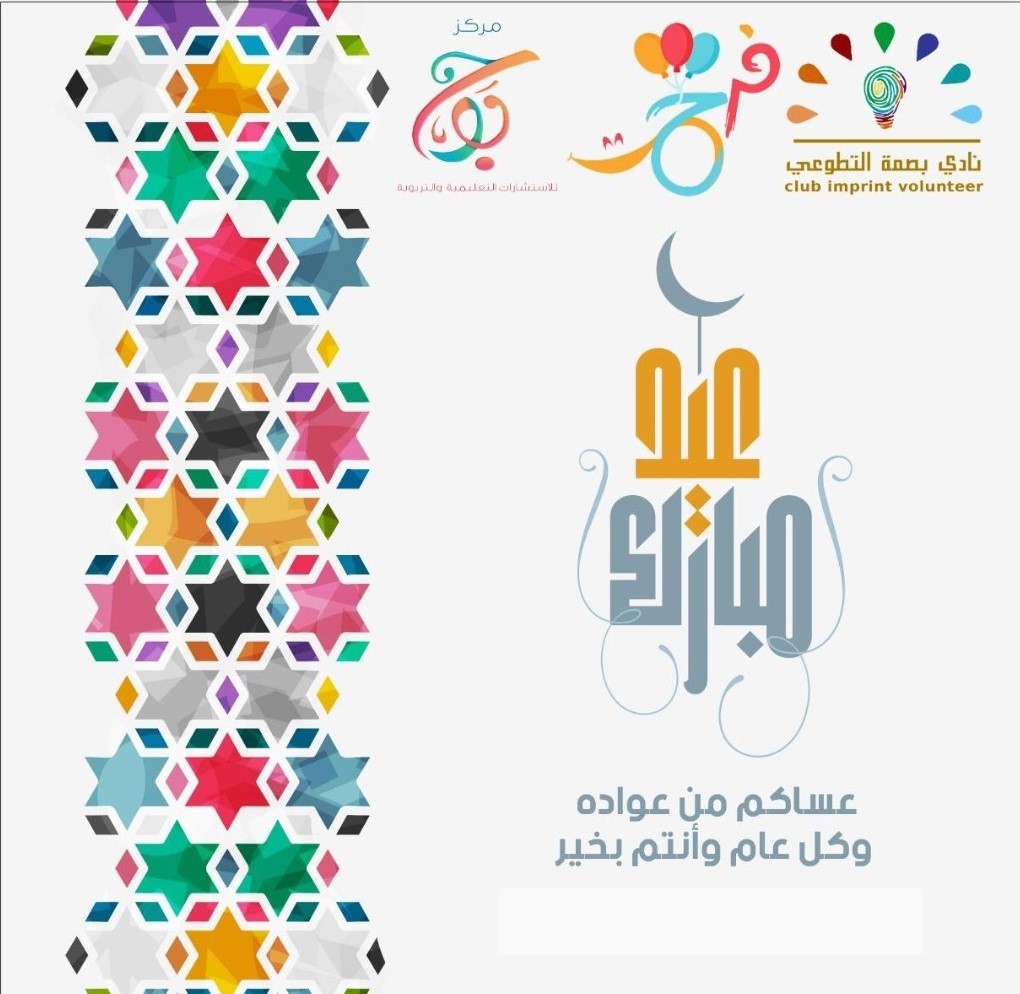 مركز
للاستشارات التعليمية والتربوية
فرحتي
نادي بصمة التطوعي
club imprint volunteer
عيد
مبارك
عساكم من عواده
وكل عام وأنتم بخير